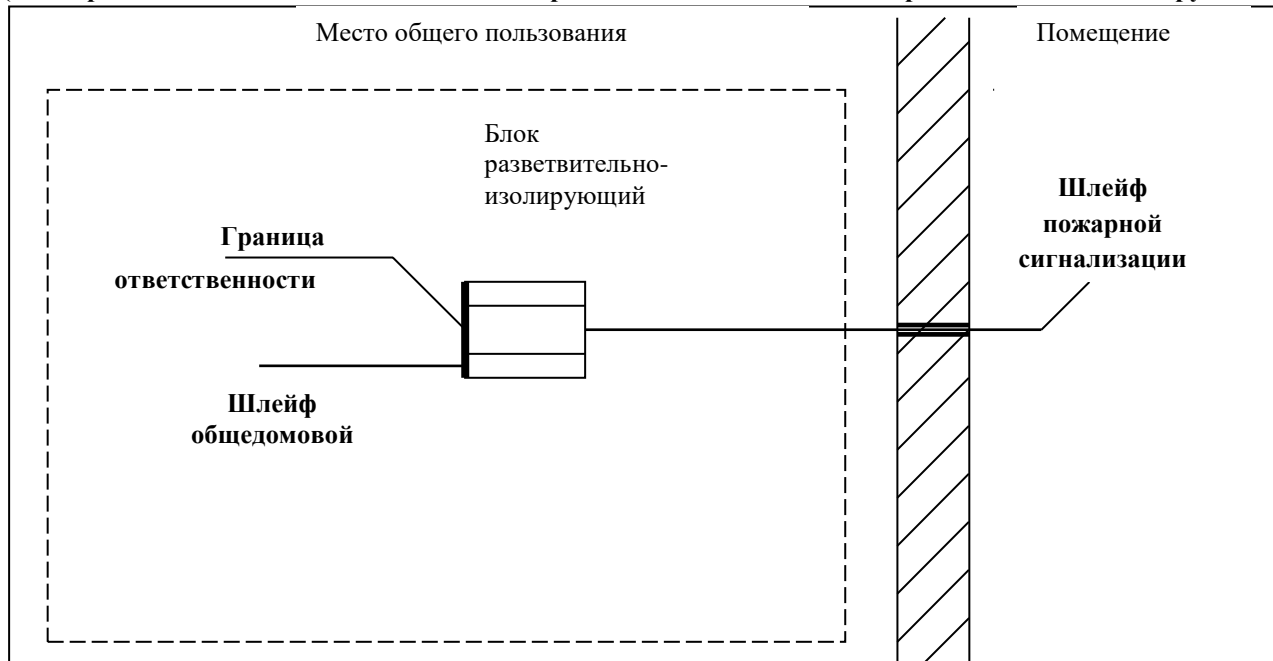 Место общего пользования
Помещение
Блок
разветвительно-
изолирующий
Шлейф
пожарной
сигнализации
Граница
ответственности
Шлейф
общедомовой